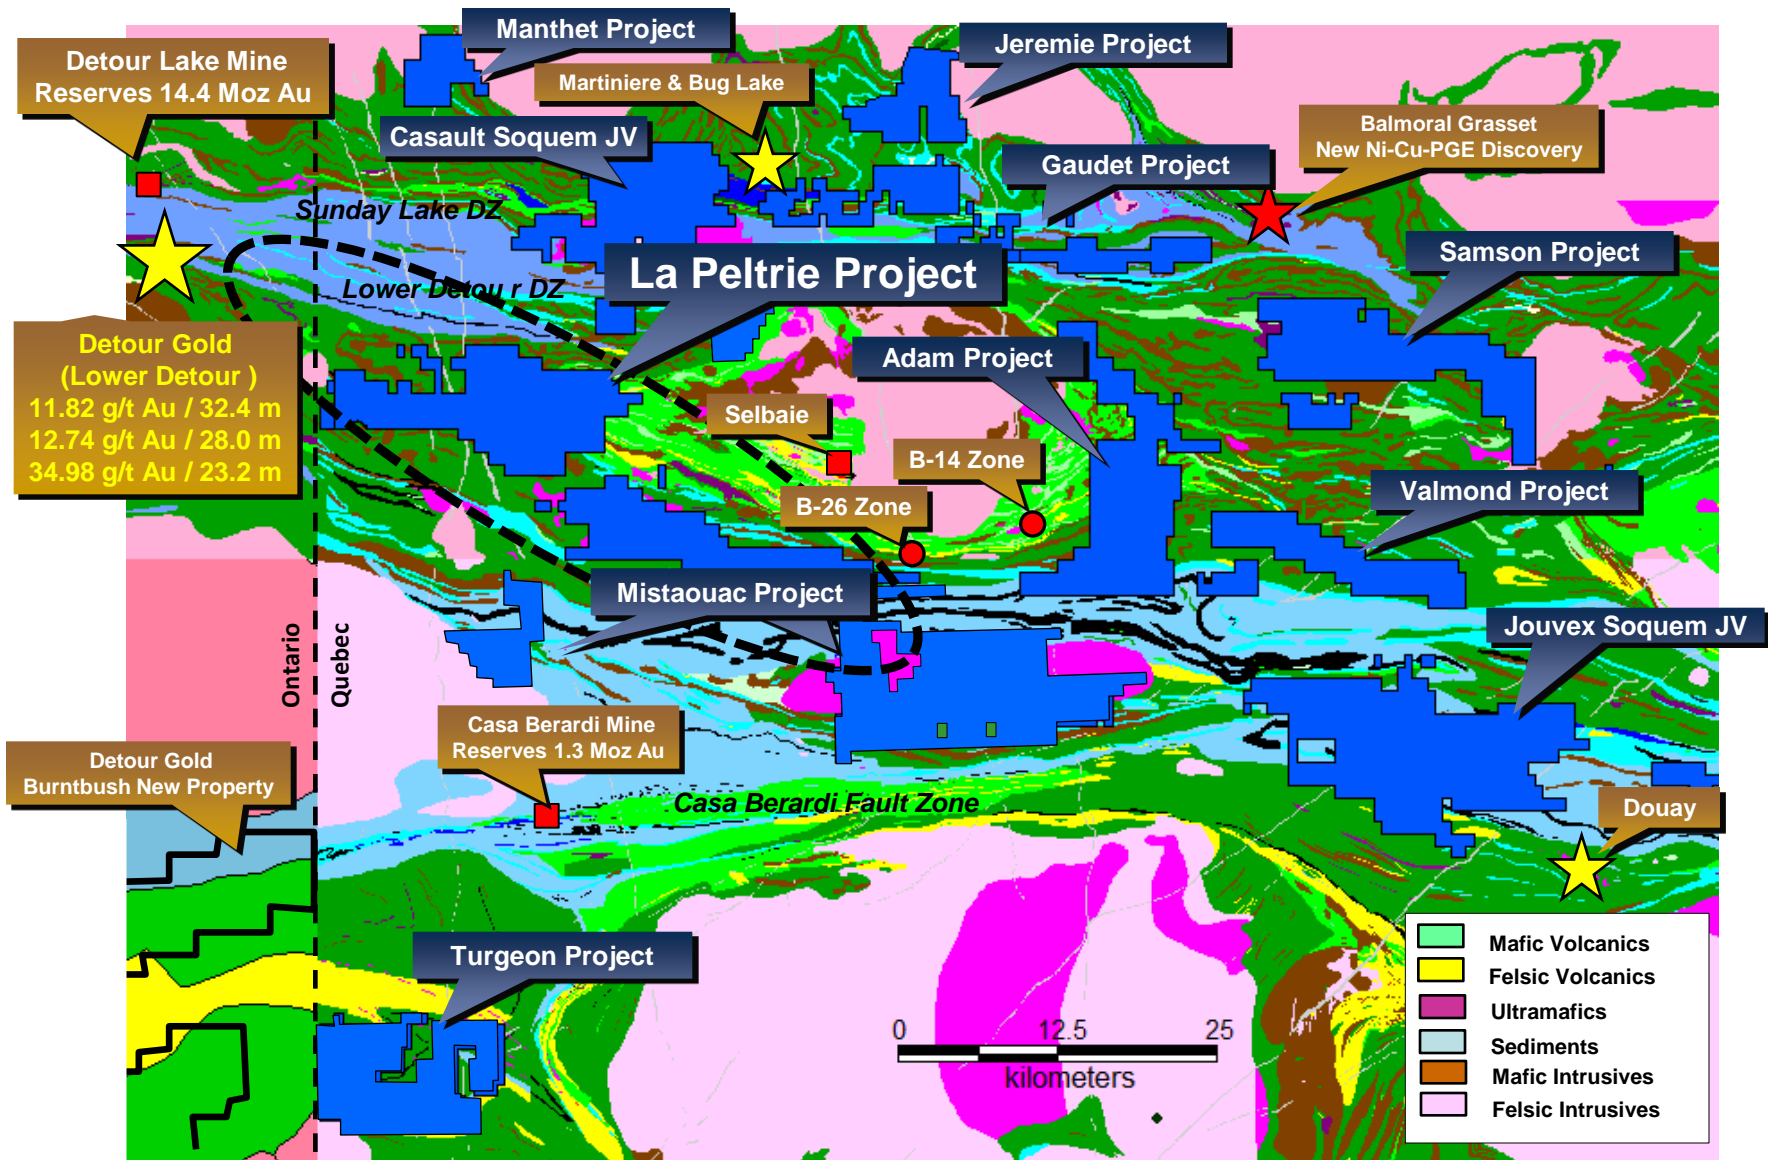 Manthet Project
Jeremie Project
Detour Lake Mine
Reserves 14.4 Moz Au
Martiniere & Bug Lake
Casault Soquem JV
Balmoral Grasset
New Ni-Cu-PGE Discovery
Gaudet Project
Sunday Lake DZ
Samson Project
La Peltrie Project
Lower Detou r DZ
Detour Gold
(Lower Detour )
11.82 g/t Au / 32.4 m
12.74 g/t Au / 28.0 m
34.98 g/t Au / 23.2 m
Adam Project
Selbaie
B-14 Zone
B-26 Zone
Valmond Project
Mistaouac Project
Jouvex Soquem JV
Ontario
Quebec
Casa Berardi Mine
Reserves 1.3 Moz Au
Detour Gold
Burntbush New Property
Casa Berardi Fault Zone
Douay
Turgeon Project
Mafic Volcanics
Felsic Volcanics
Ultramafics
Sediments
Mafic Intrusives
Felsic Intrusives
0 12.5 25
kilometers